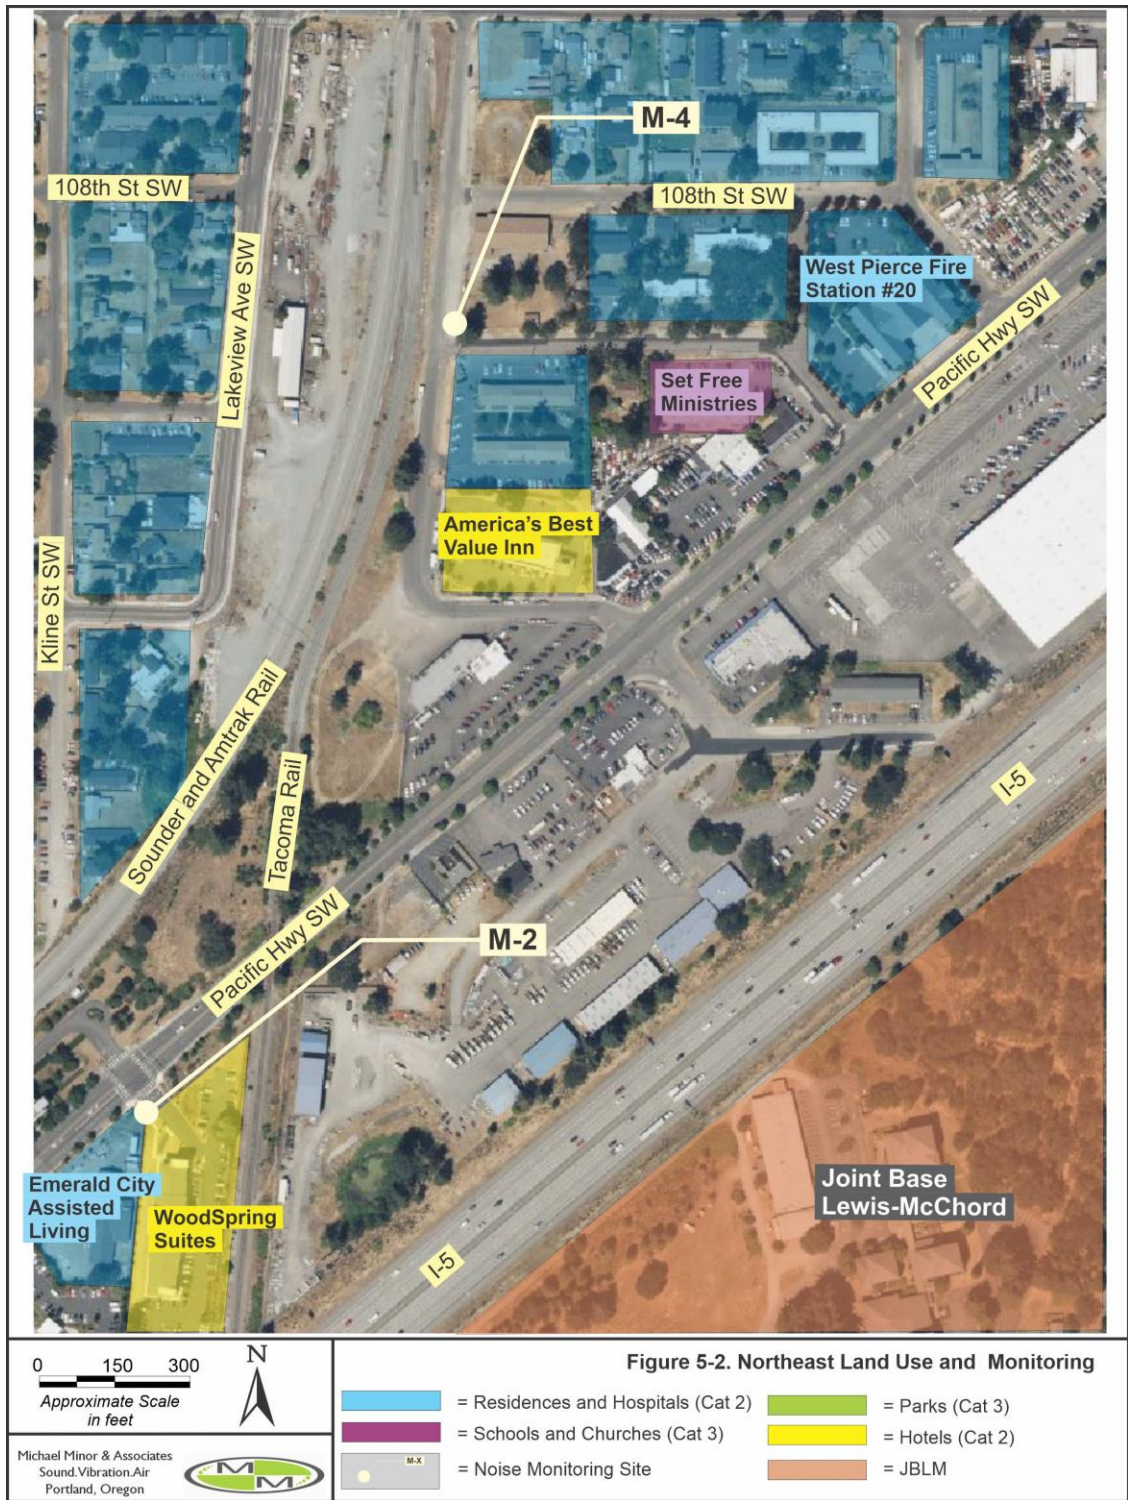 M-4
108th St SW
108th St SW
Lakeview Ave SW
West Pierce Fire
Station #20
Pacific Hwy SW
Set Free
Ministries
America's Best
Value Inn
Kline St SW
Sounder and Amtrak Rail
Tacoma Rail
I-5
Pacific Hwy SW
M-2
Emerald City
Assisted
Living
WoodSpring
Suites
Joint Base
Lewis-McChord
I-5
0 150 300
Approximate Scale
in feet
N
Michael Minor & Associates
Sound.Vibration.Air
Portland, Oregon
M M
Figure 5-2. Northeast Land Use and Monitoring
= Residences and Hospitals (Cat 2)
= Schools and Churches (Cat 3)
M-X
= Noise Monitoring Site
= Parks (Cat 3)
= Hotels (Cat 2)
= JBLM